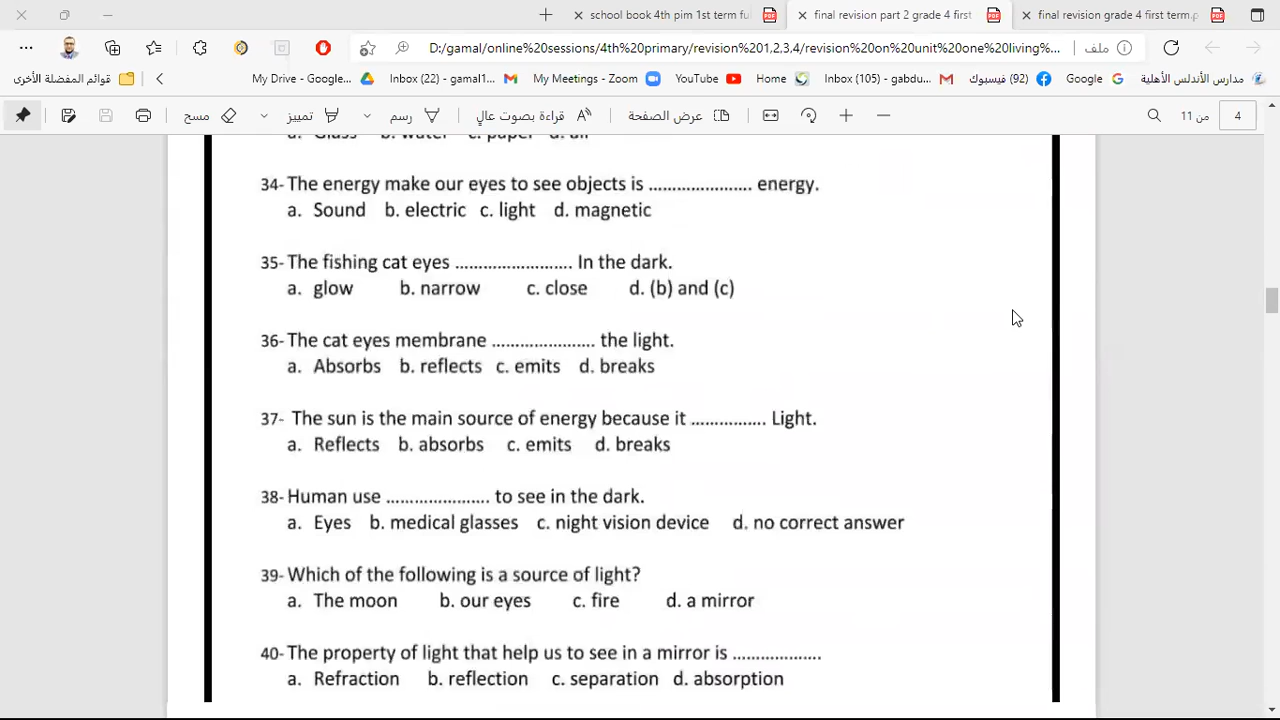 school book 4th pim 1st term fu
final revision part 2 grade 4 first
final revision grade 4 first term.p
D:/gamal/online%20sessions/4th%20primary/revision%201,2,3,4/revision%20on%20unit%20one%20living%...
ملف
قوائم المفضلة الأخرى
My Drive - Google...
Inbox (22) - gamal1...
My Meetings - Zoom
YouTube
Home
Inbox (105) - gabdu...
(92) فيسبوك
Google
مدارس الأندلس الأهلية
مسح
تمييز
رسم
قراءة بصوت عالٍ
عرض الصفحة
من 11
4
a. Glass b. water c. paper d. all
34- The energy make our eyes to see objects is ...................... energy.
a. Sound b. electric c. light d. magnetic
35- The fishing cat eyes ......................... In the dark.
a. glow b. narrow c. close d. (b) and (c)
36- The cat eyes membrane ...................... the light.
a. Absorbs b. reflects c. emits d. breaks
37- The sun is the main source of energy because it ................ Light.
a. Reflects b. absorbs c. emits d. breaks
38- Human use ...................... to see in the dark.
a. Eyes b. medical glasses c. night vision device d. no correct answer
39- Which of the following is a source of light?
a. The moon b. our eyes c. fire d. a mirror
40- The property of light that help us to see in a mirror is ...................
a. Refraction b. reflection c. separation d. absorption